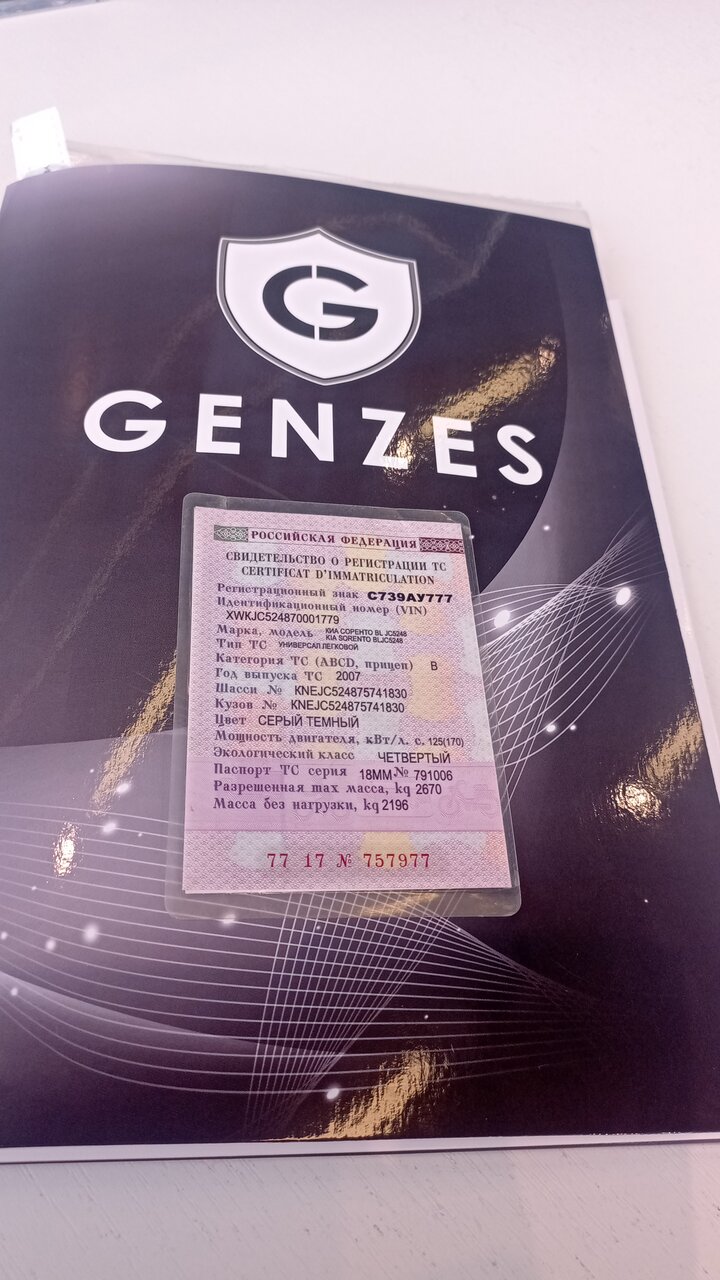 G
GENZES
РОССИЙСКАЯ ФЕДЕРАЦИЯ
СВИДЕТЕЛЬСТВО О РЕГИСТРАЦИИ ТС
CERTIFICAT D'IMMATRICULATION
Регистрационный знак С739АУ777
Идентификационный номер (VIN)
XWKJC524870001779
Марка, модель КИА СОРЕНТО BL JC5248
KIA SORENTO BLJC5248
Тип ТС УНИВЕРСАЛ ЛЕГКОВОЙ
Категория ТС (ABCD, прицеп) B
Год выпуска ТС 2007
Шасси № KNEJC524875741830
Кузов № KNEJC524875741830
Цвет СЕРЫЙ ТЕМНЫЙ
Мощность двигателя, кВт/л. с. 125(170)
Экологический класс ЧЕТВЕРТЫЙ
Паспорт ТС серия 18ММ № 791006
Разрешенная max масса, kg 2670
Масса без нагрузки, kg 2196
77 17 № 757977